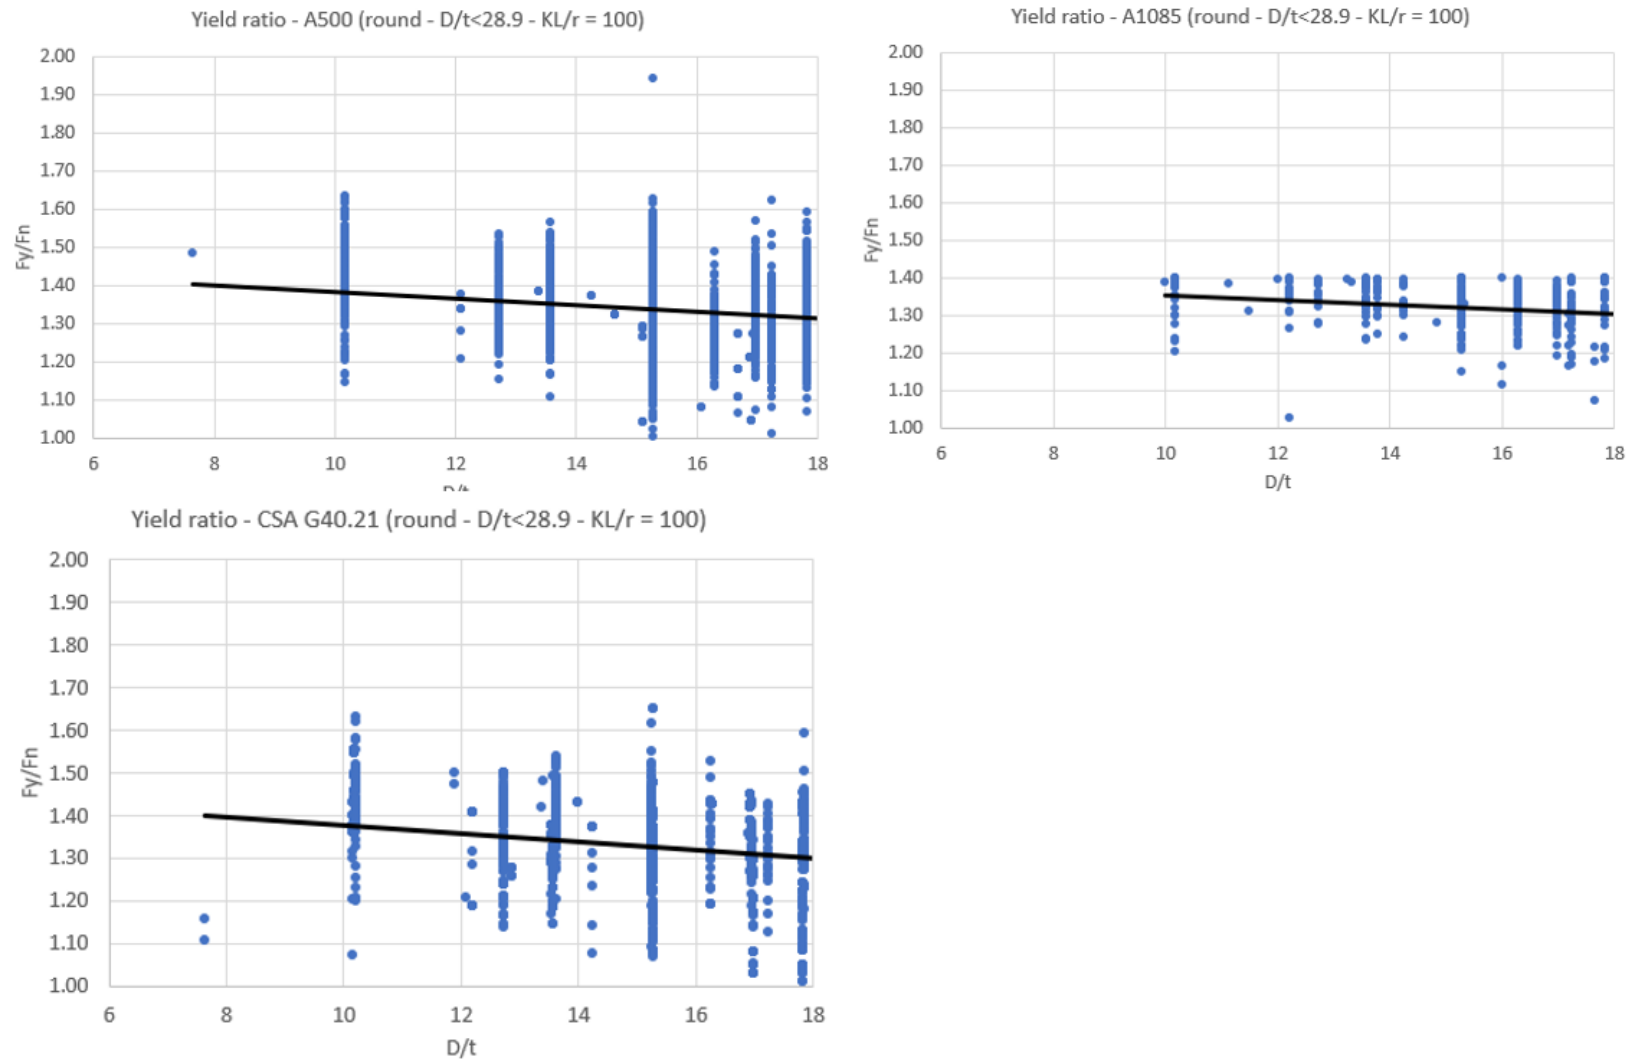 Yield ratio - A500 (round - D/t<28.9 - KL/r = 100)
2.00
1.90
1.80
1.70
1.60
1.50
1.40
1.30
1.20
1.10
1.00
Fy/Fn
6 8 10 12 14 16 18
D/t
Yield ratio - A1085 (round - D/t<28.9 - KL/r = 100)
2.00
1.90
1.80
1.70
1.60
1.50
1.40
1.30
1.20
1.10
1.00
Fy/Fn
6 8 10 12 14 16 18
D/t
Yield ratio - CSA G40.21 (round - D/t<28.9 - KL/r = 100)
2.00
1.90
1.80
1.70
1.60
1.50
1.40
1.30
1.20
1.10
1.00
Fy/Fn
6 8 10 12 14 16 18
D/t